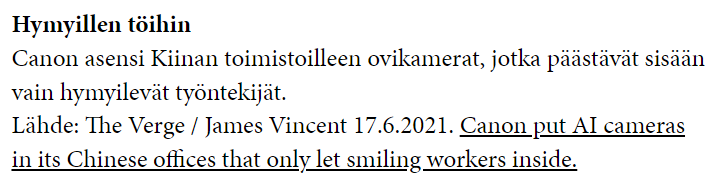 Hymyillen töihin
Canon asensi Kiinan toimistoilleen ovikamerat, jotka päästävät sisään
vain hymyilevät työntekijät.
Lähde: The Verge / James Vincent 17.6.2021. Canon put AI cameras
in its Chinese offices that only let smiling workers inside.